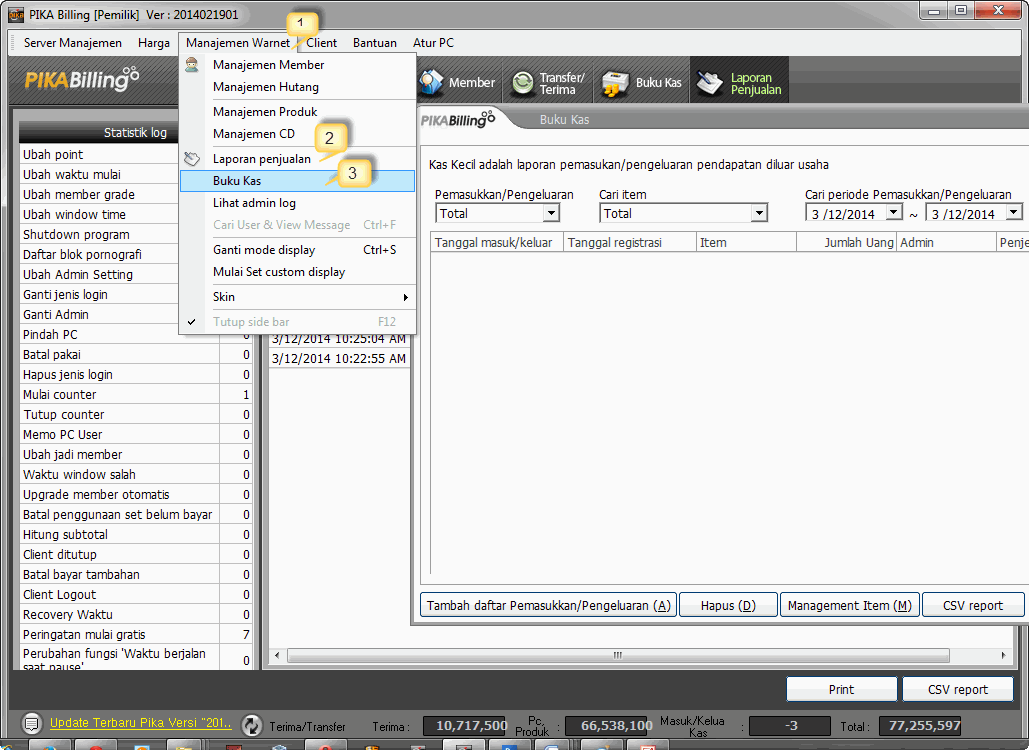 PIKA Billing [Pemilik] Ver : 2014021901
1
Server Manajemen Harga Manajemen Warnet Client Bantuan Atur PC
PIKABilling
Member
Transfer/
Terima
Buku Kas
Laporan
Penjualan
Manajemen Member
Manajemen Hutang
Manajemen Produk
Manajemen CD
2
Laporan penjualan
3
Buku Kas
Lihat admin log
Cari User & View Message Ctrl+F
Ganti mode display Ctrl+S
Mulai Set custom display
Skin
Tutup side bar F12
Statistik log
Ubah point
Ubah waktu mulai
Ubah member grade
Ubah window time
Shutdown program
Daftar blok pornografi
Ubah Admin Setting
Ganti jenis login
Ganti Admin
Pindah PC 0
Batal pakai 0
Hapus jenis login 0
Mulai counter 1
Tutup counter 0
Memo PC User 0
Ubah jadi member 0
Waktu window salah 0
Upgrade member otomatis 0
Batal penggunaan set belum bayar 0
Hitung subtotal 0
Client ditutup 0
Batal bayar tambahan 0
Client Logout 0
Recovery Waktu 0
Peringatan mulai gratis 7
Perubahan fungsi 'Waktu berjalan
saat pause' 0
3/12/2014 10:25:04 AM
3/12/2014 10:22:55 AM
PIKABilling Buku Kas
Kas Kecil adalah laporan pemasukan/pengeluaran pendapatan diluar usaha
Pemasukkan/Pengeluaran Cari item Cari periode Pemasukkan/Pengeluaran
Total Total 3 /12/2014 ~ 3 /12/2014
Tanggal masuk/keluar Tanggal registrasi Item Jumlah Uang Admin Penje
Tambah daftar Pemasukkan/Pengeluaran (A) Hapus (D) Management Item (M) CSV report
Print CSV report
Update Terbaru Pika Versi "201.. Terima/Transfer Terima : 10,717,500 Pc, Produk : 66,538,100 Masuk/Kelua Kas : -3 Total : 77,255,597